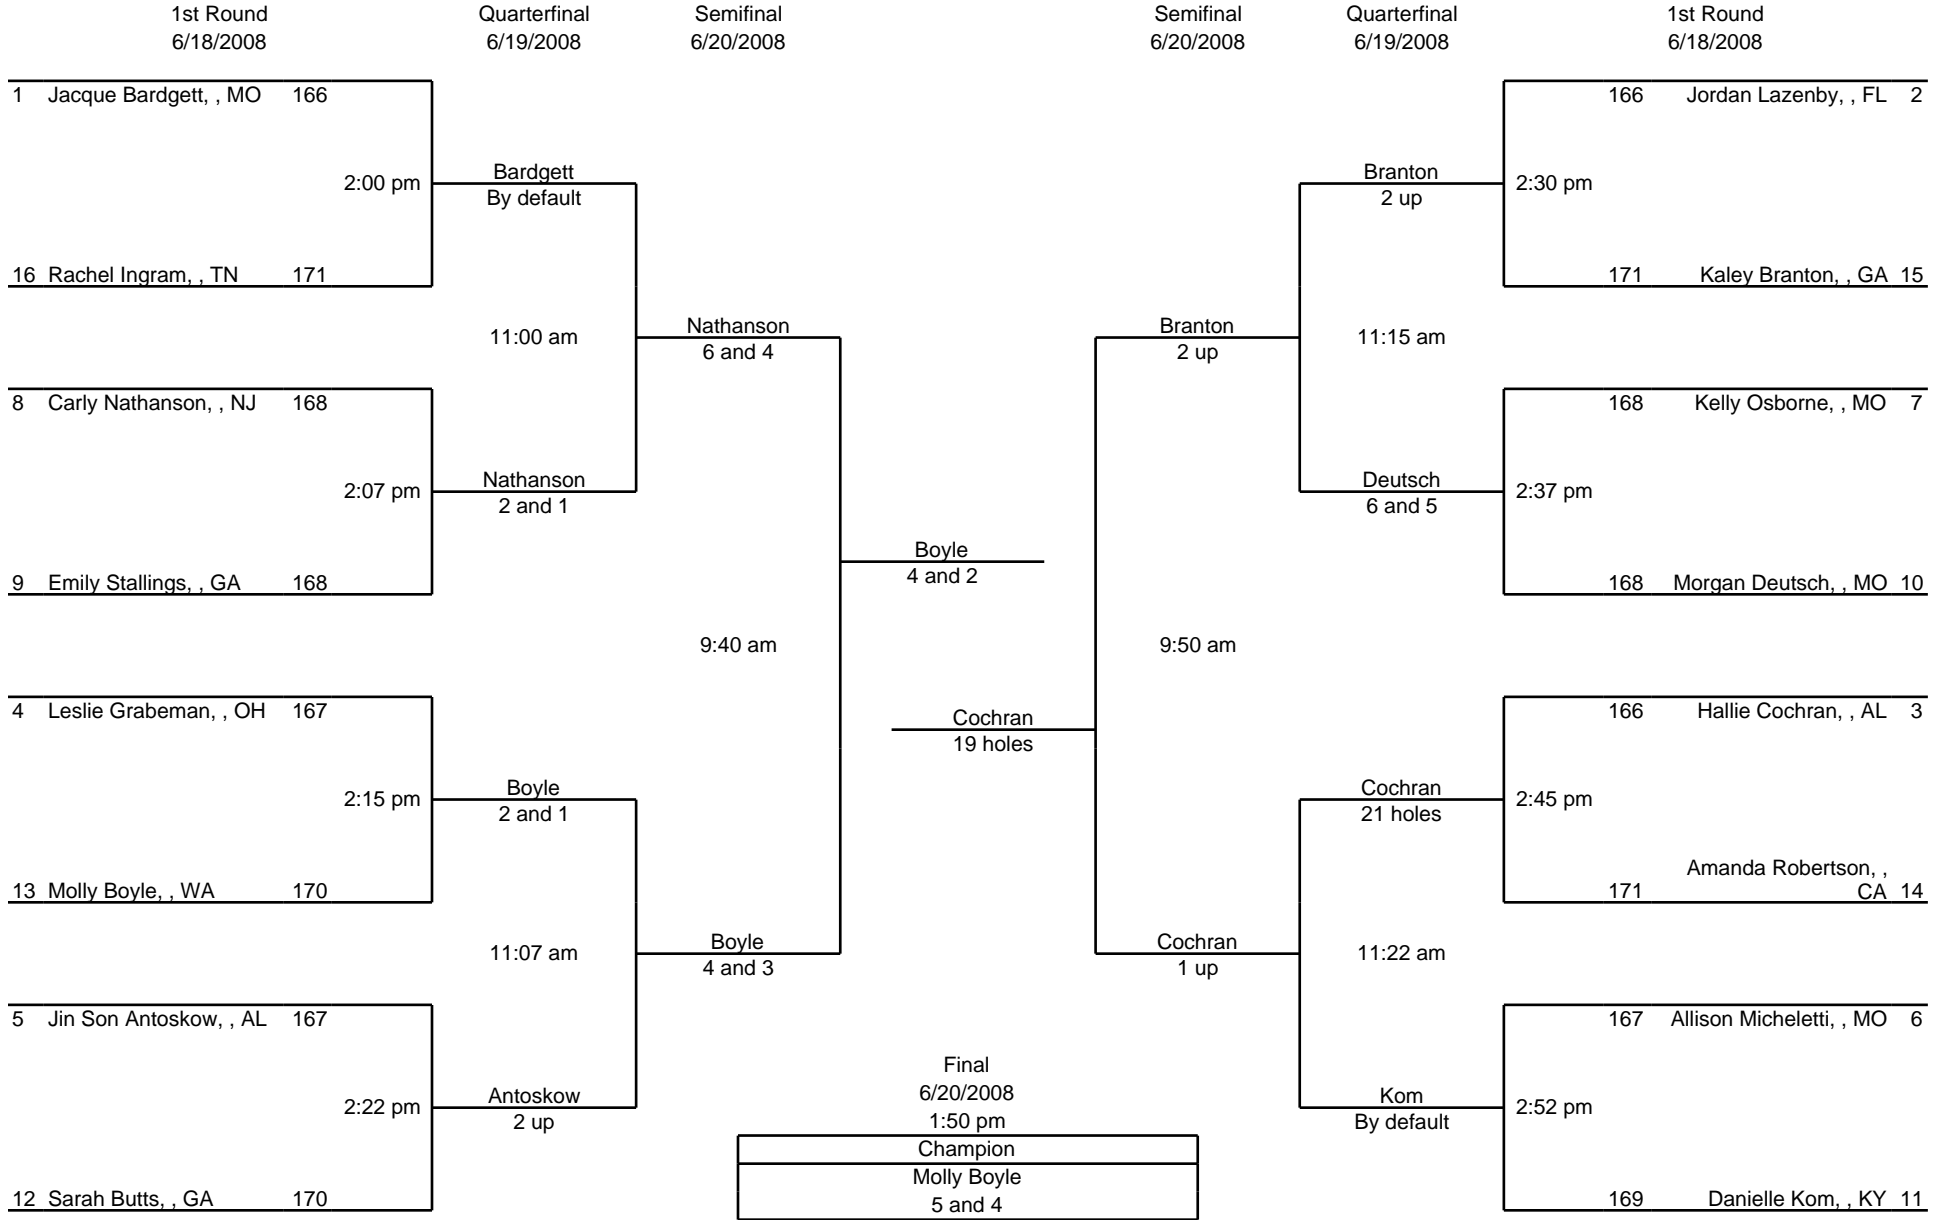 1st Round
6/18/2008
Quarterfinal
6/19/2008
Semifinal
6/20/2008
Semifinal
6/20/2008
Quarterfinal
6/19/2008
1st Round
6/18/2008
1 Jacque Bardgett, , MO 166
2:00 pm
16 Rachel Ingram, , TN 171
8 Carly Nathanson, , NJ 168
2:07 pm
9 Emily Stallings, , GA 168
4 Leslie Grabeman, , OH 167
2:15 pm
13 Molly Boyle, , WA 170
5 Jin Son Antoskow, , AL 167
2:22 pm
12 Sarah Butts, , GA 170
Bardgett
By default
11:00 am
Nathanson
2 and 1
Boyle
2 and 1
11:07 am
Antoskow
2 up
Nathanson
6 and 4
9:40 am
Boyle
4 and 3
Boyle
4 and 2
Cochran
19 holes
Final
6/20/2008
1:50 pm
Champion
Molly Boyle
5 and 4
Branton
2 up
9:50 am
Cochran
1 up
Branton
2 up
11:15 am
Deutsch
6 and 5
Cochran
21 holes
11:22 am
Kom
By default
166 Jordan Lazenby, , FL 2
2:30 pm
171 Kaley Branton, , GA 15
168 Kelly Osborne, , MO 7
2:37 pm
168 Morgan Deutsch, , MO 10
166 Hallie Cochran, , AL 3
2:45 pm
Amanda Robertson, ,
171 CA 14
167 Allison Micheletti, , MO 6
2:52 pm
169 Danielle Kom, , KY 11